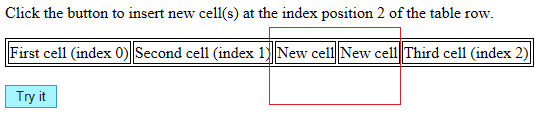 Click the button to insert new cell(s) at the index position 2 of the table row.
First cell (index 0) Second cell (index 1) New cell New cell Third cell (index 2)
Try it